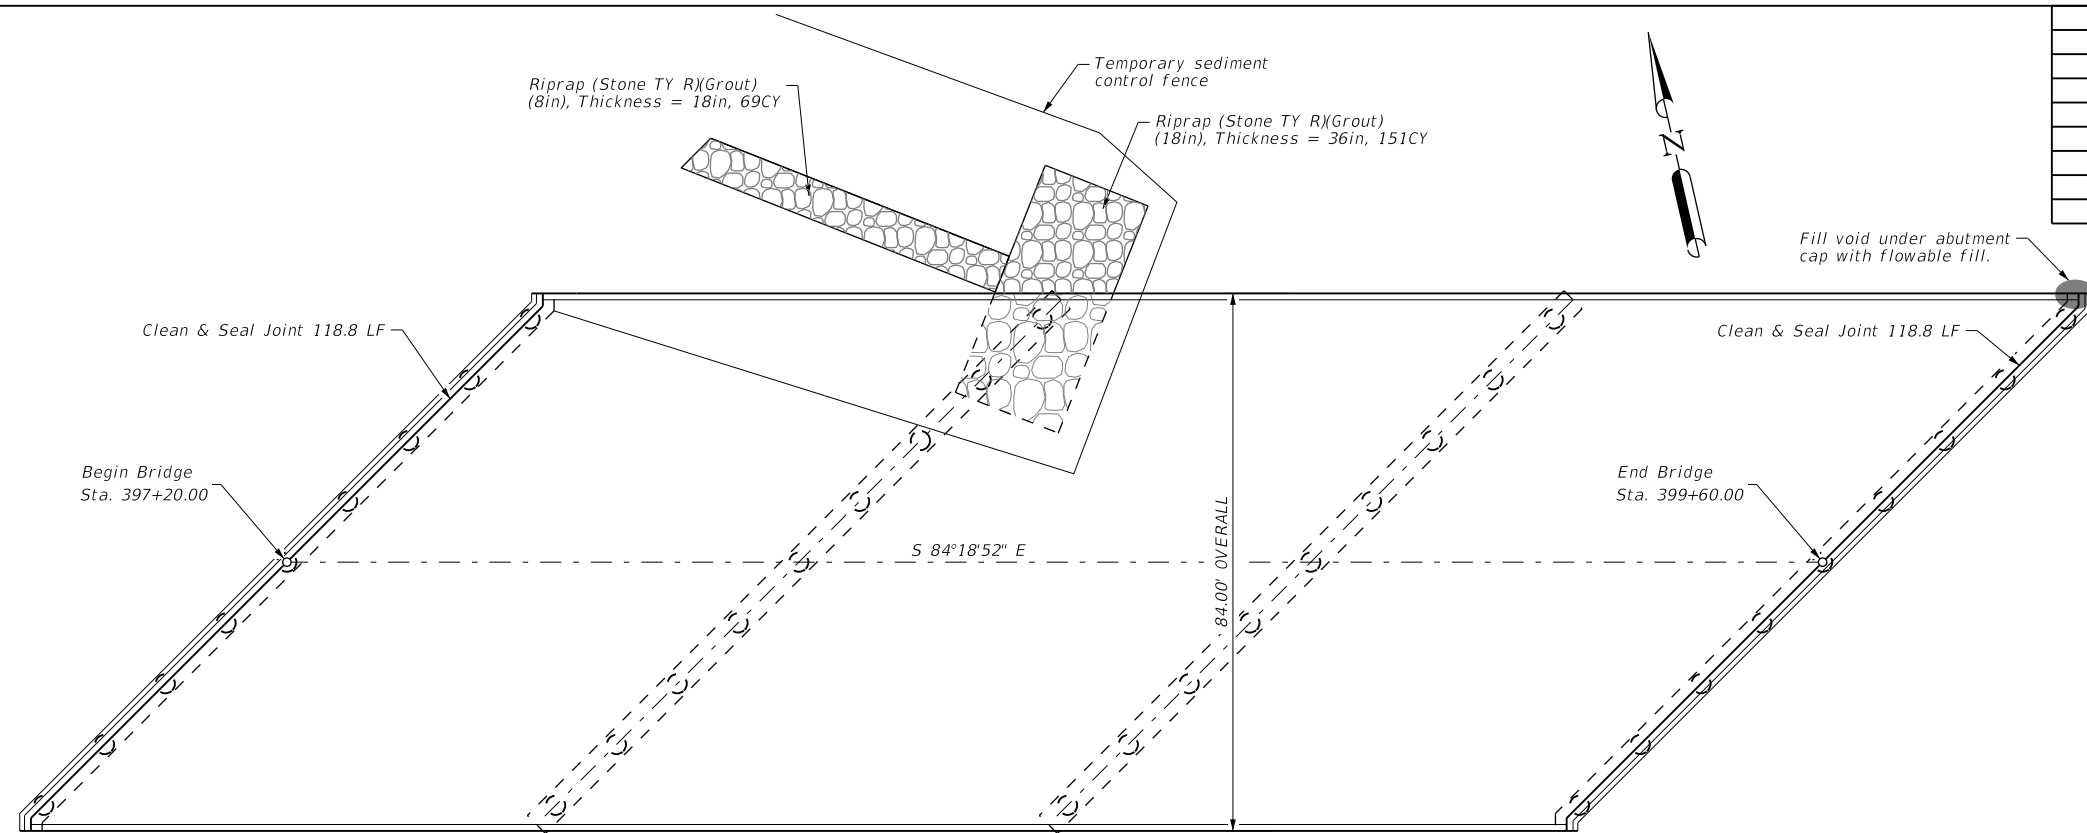 Temporary sediment
control fence
Riprap (Stone TY R)(Grout)
(8in), Thickness = 18in, 69CY
Riprap (Stone TY R)(Grout)
(18in), Thickness = 36in, 151CY
N
Fill void under abutment
cap with flowable fill.
Clean & Seal Joint 118.8 LF
Clean & Seal Joint 118.8 LF
Begin Bridge
Sta. 397+20.00
End Bridge
Sta. 399+60.00
S 84°18'52" E
84.00' OVERALL